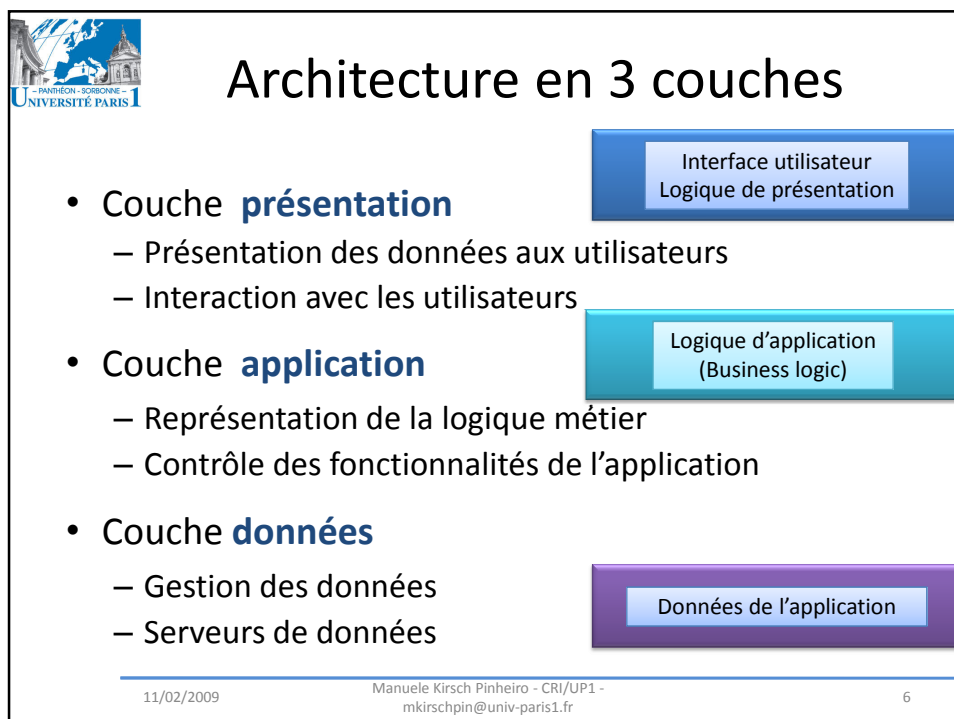 – PANTHÉON - SORBONNE –
UNIVERSITÉ PARIS 1
Architecture en 3 couches
Interface utilisateur
Logique de présentation
• Couche présentation
– Présentation des données aux utilisateurs
– Interaction avec les utilisateurs
Logique d’application
(Business logic)
• Couche application
– Représentation de la logique métier
– Contrôle des fonctionnalités de l’application
• Couche données
– Gestion des données
– Serveurs de données
Données de l’application
11/02/2009
Manuele Kirsch Pinheiro - CRI/UP1 -
mkirschpin@univ-paris1.fr
6